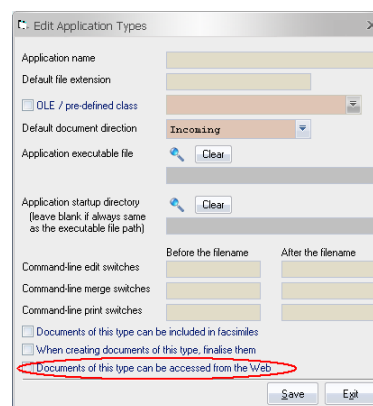 Edit Application Types
Application name
Default file extension
OLE / pre-defined class
Default document direction Incoming
Application executable file Clear
Application startup directory Clear
(leave blank if always same
as the executable file path)
Before the filename After the filename
Command-line edit switches
Command-line merge switches
Command-line print switches
Documents of this type can be included in facsimiles
When creating documents of this type, finalise them
Documents of this type can be accessed from the Web
Save Exit